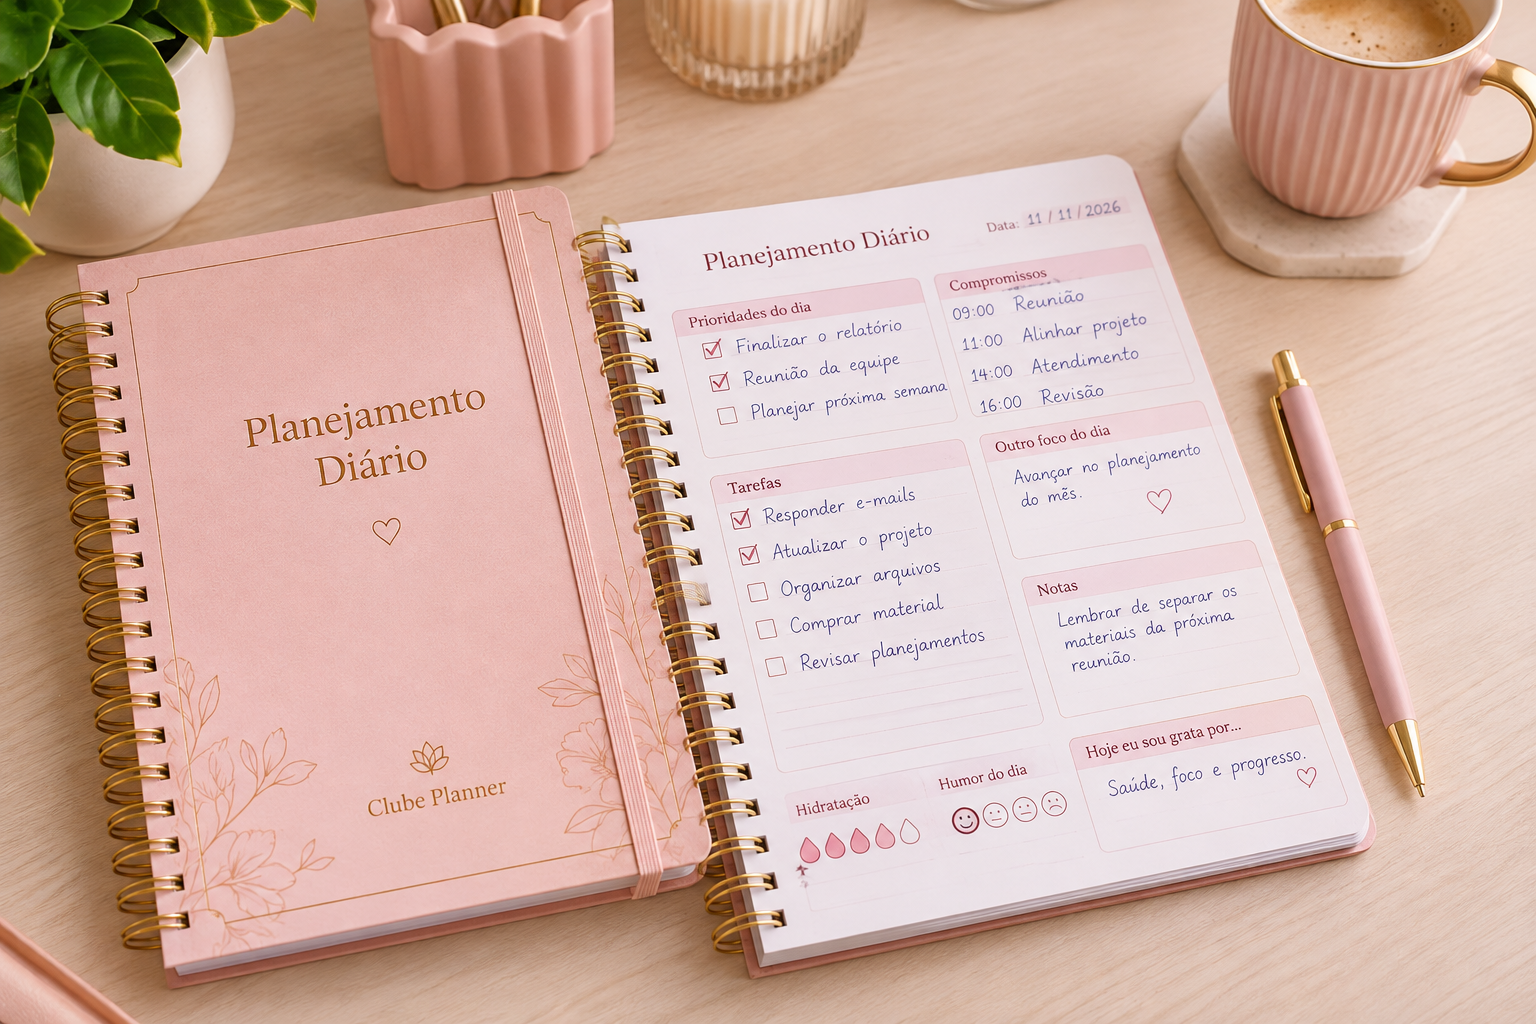 Planejamento
Diário
Clube Planner
Planejamento Diário
Data: 11 / 11 / 2026
Prioridades do dia
Finalizar o relatório
Reunião da equipe
Planejar próxima semana
Compromissos
09:00 Reunião
11:00 Alinhar projeto
14:00 Atendimento
16:00 Revisão
Tarefas
Responder e-mails
Atualizar o projeto
Organizar arquivos
Comprar material
Revisar planejamentos
Outro foco do dia
Avançar no planejamento
do mês.
Notas
Lembrar de separar os
materiais da próxima
reunião.
Hidratação
Humor do dia
Hoje eu sou grata por...
Saúde, foco e progresso.